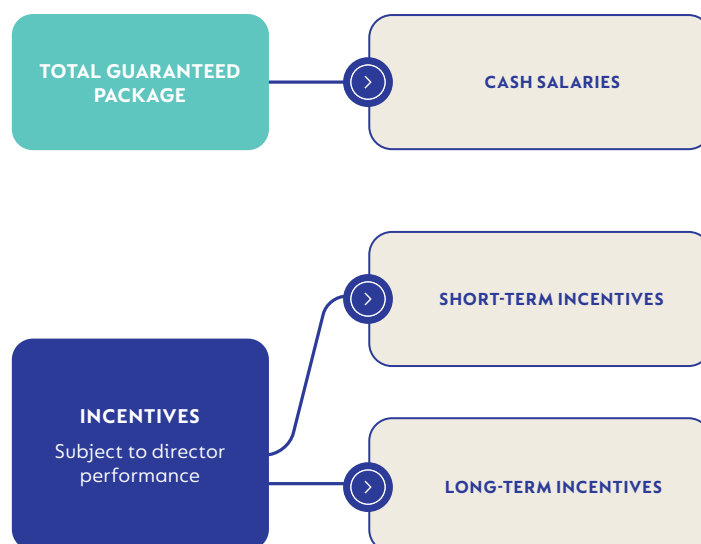 TOTAL GUARANTEED
PACKAGE
CASH SALARIES
SHORT-TERM INCENTIVES
INCENTIVES
Subject to director
performance
LONG-TERM INCENTIVES